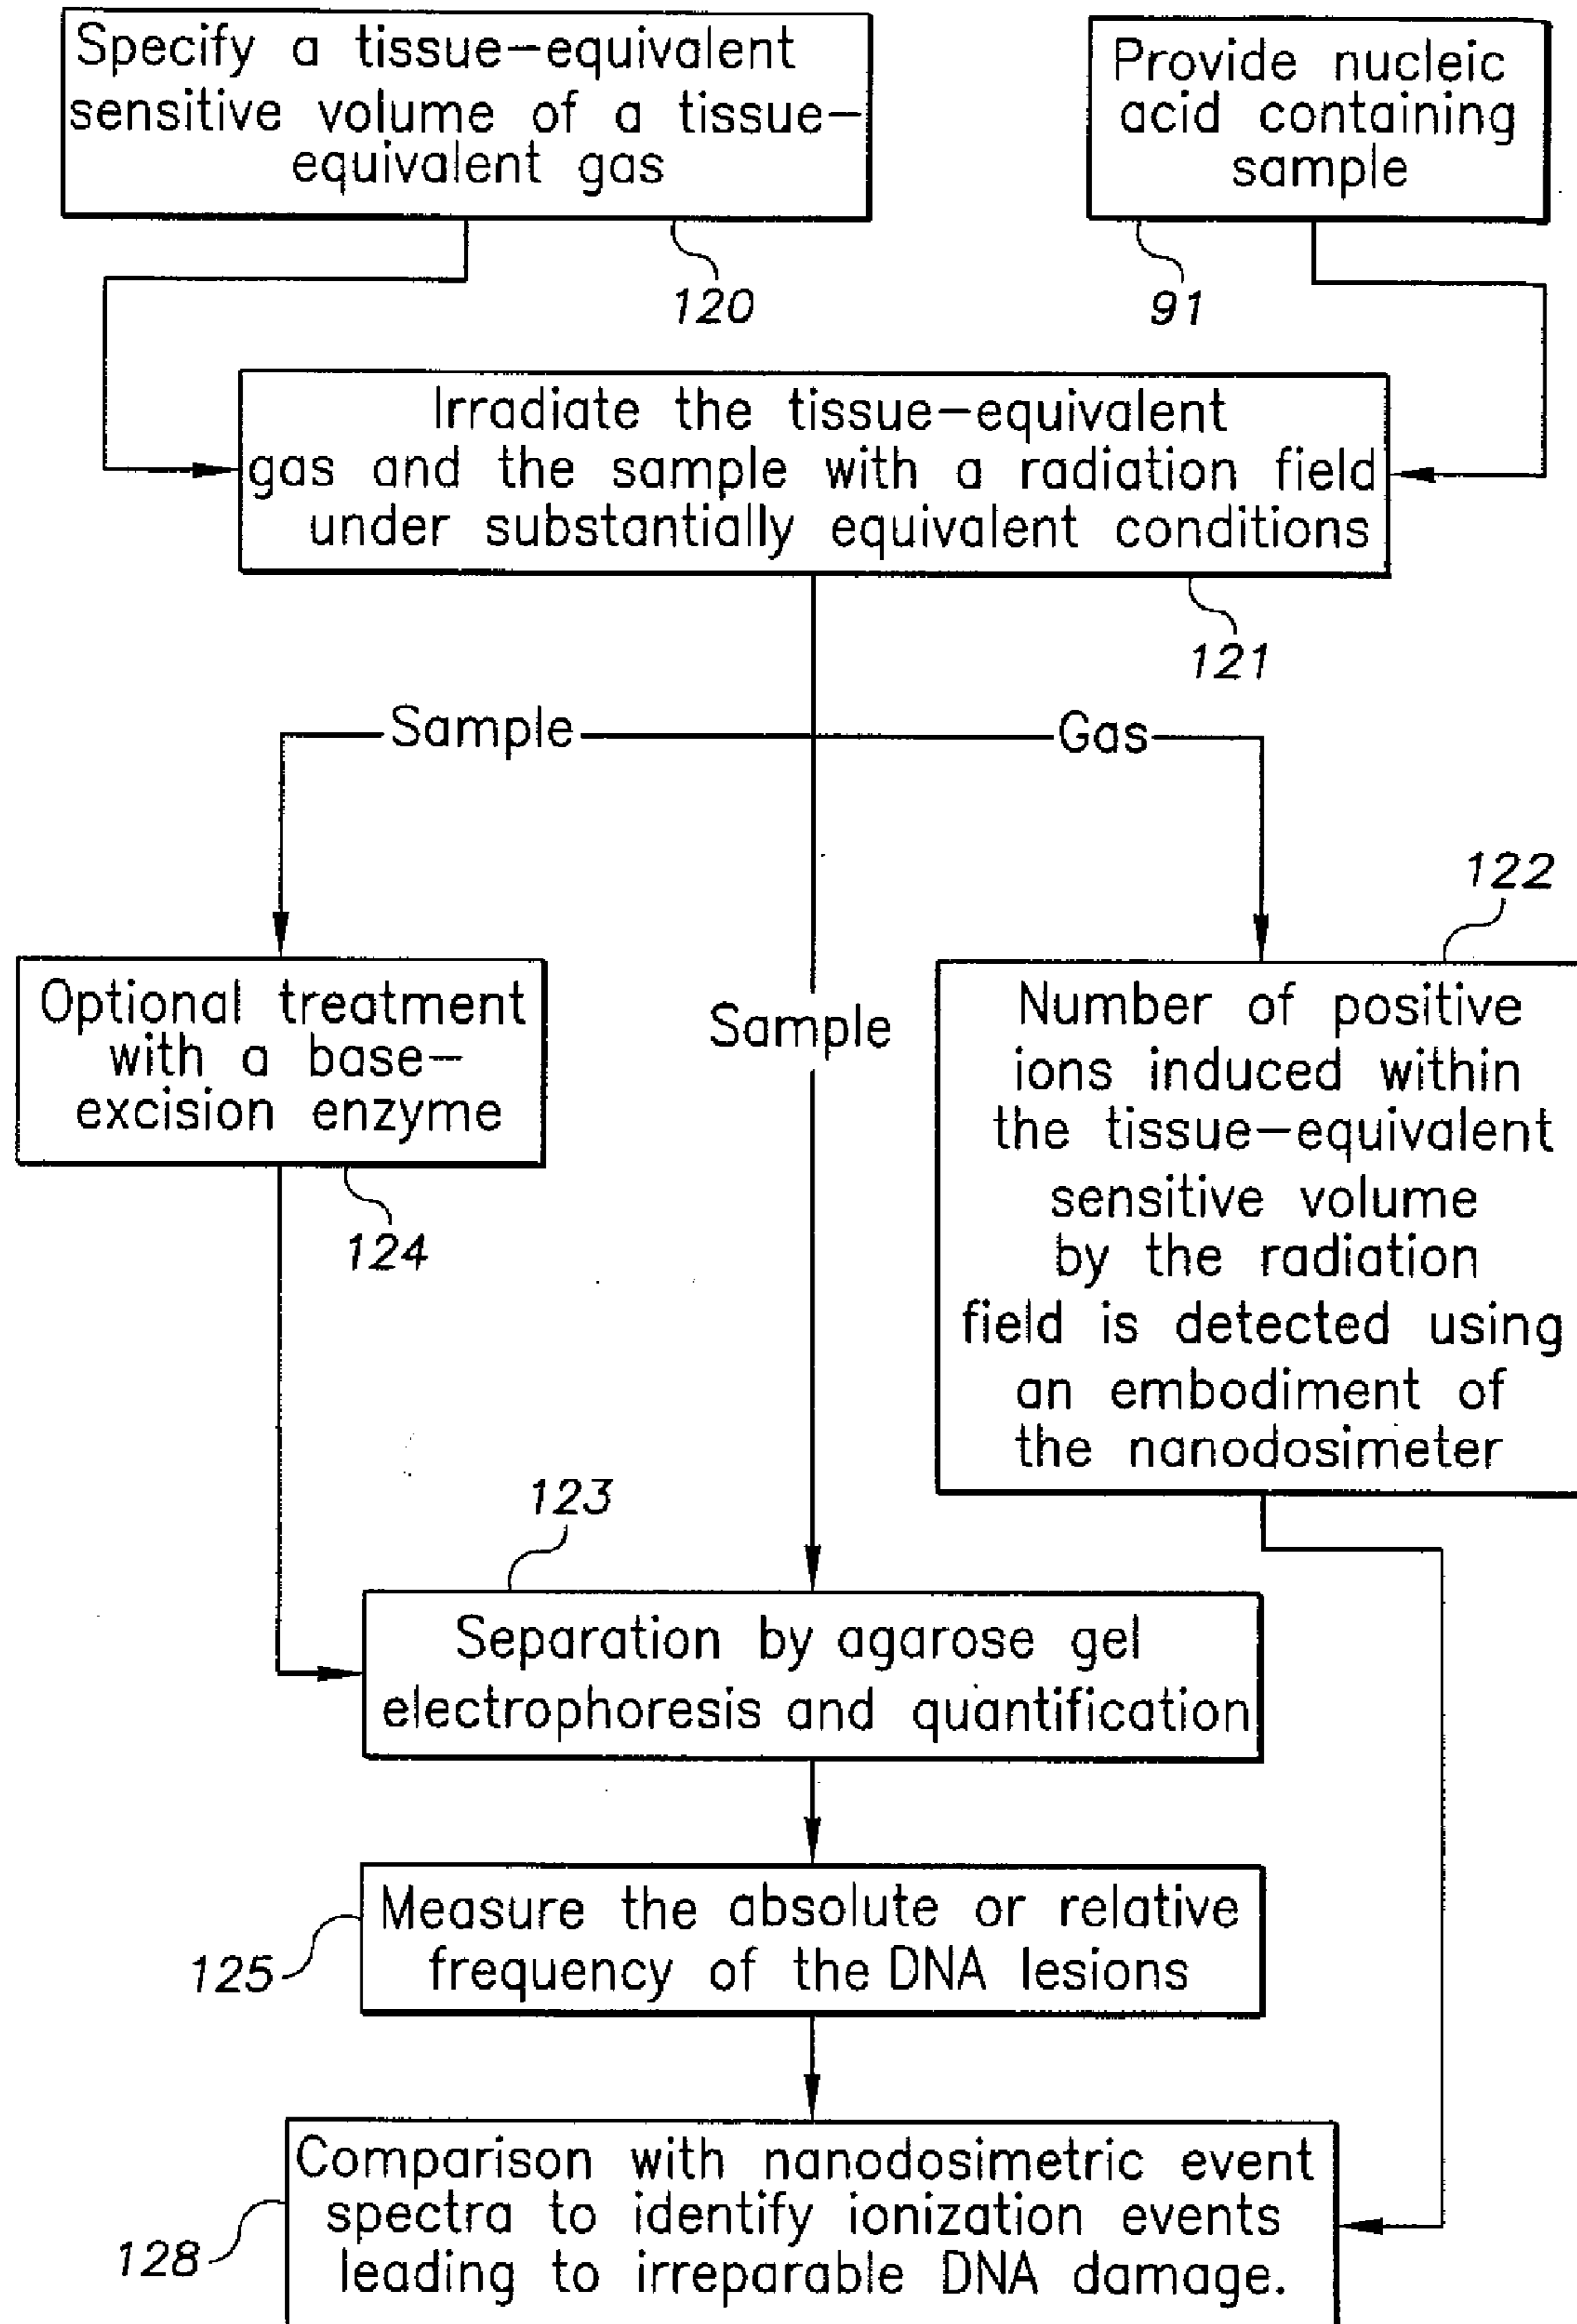 Specify a tissue-equivalent
sensitive volume of a tissue-
equivalent gas
120
Provide nucleic
acid containing
sample
91
Irradiate the tissue-equivalent
gas and the sample with a radiation field
under substantially equivalent conditions
121
Sample
Gas
Optional treatment
with a base-
excision enzyme
124
Sample
122
Number of positive
ions induced within
the tissue-equivalent
sensitive volume
by the radiation
field is detected using
an embodiment of
the nanodosimeter
123
Separation by agarose gel
electrophoresis and quantification
Measure the absolute or relative
frequency of the DNA lesions
125
Comparison with nanodosimetric event
spectra to identify ionization events
leading to irreparable DNA damage.
128